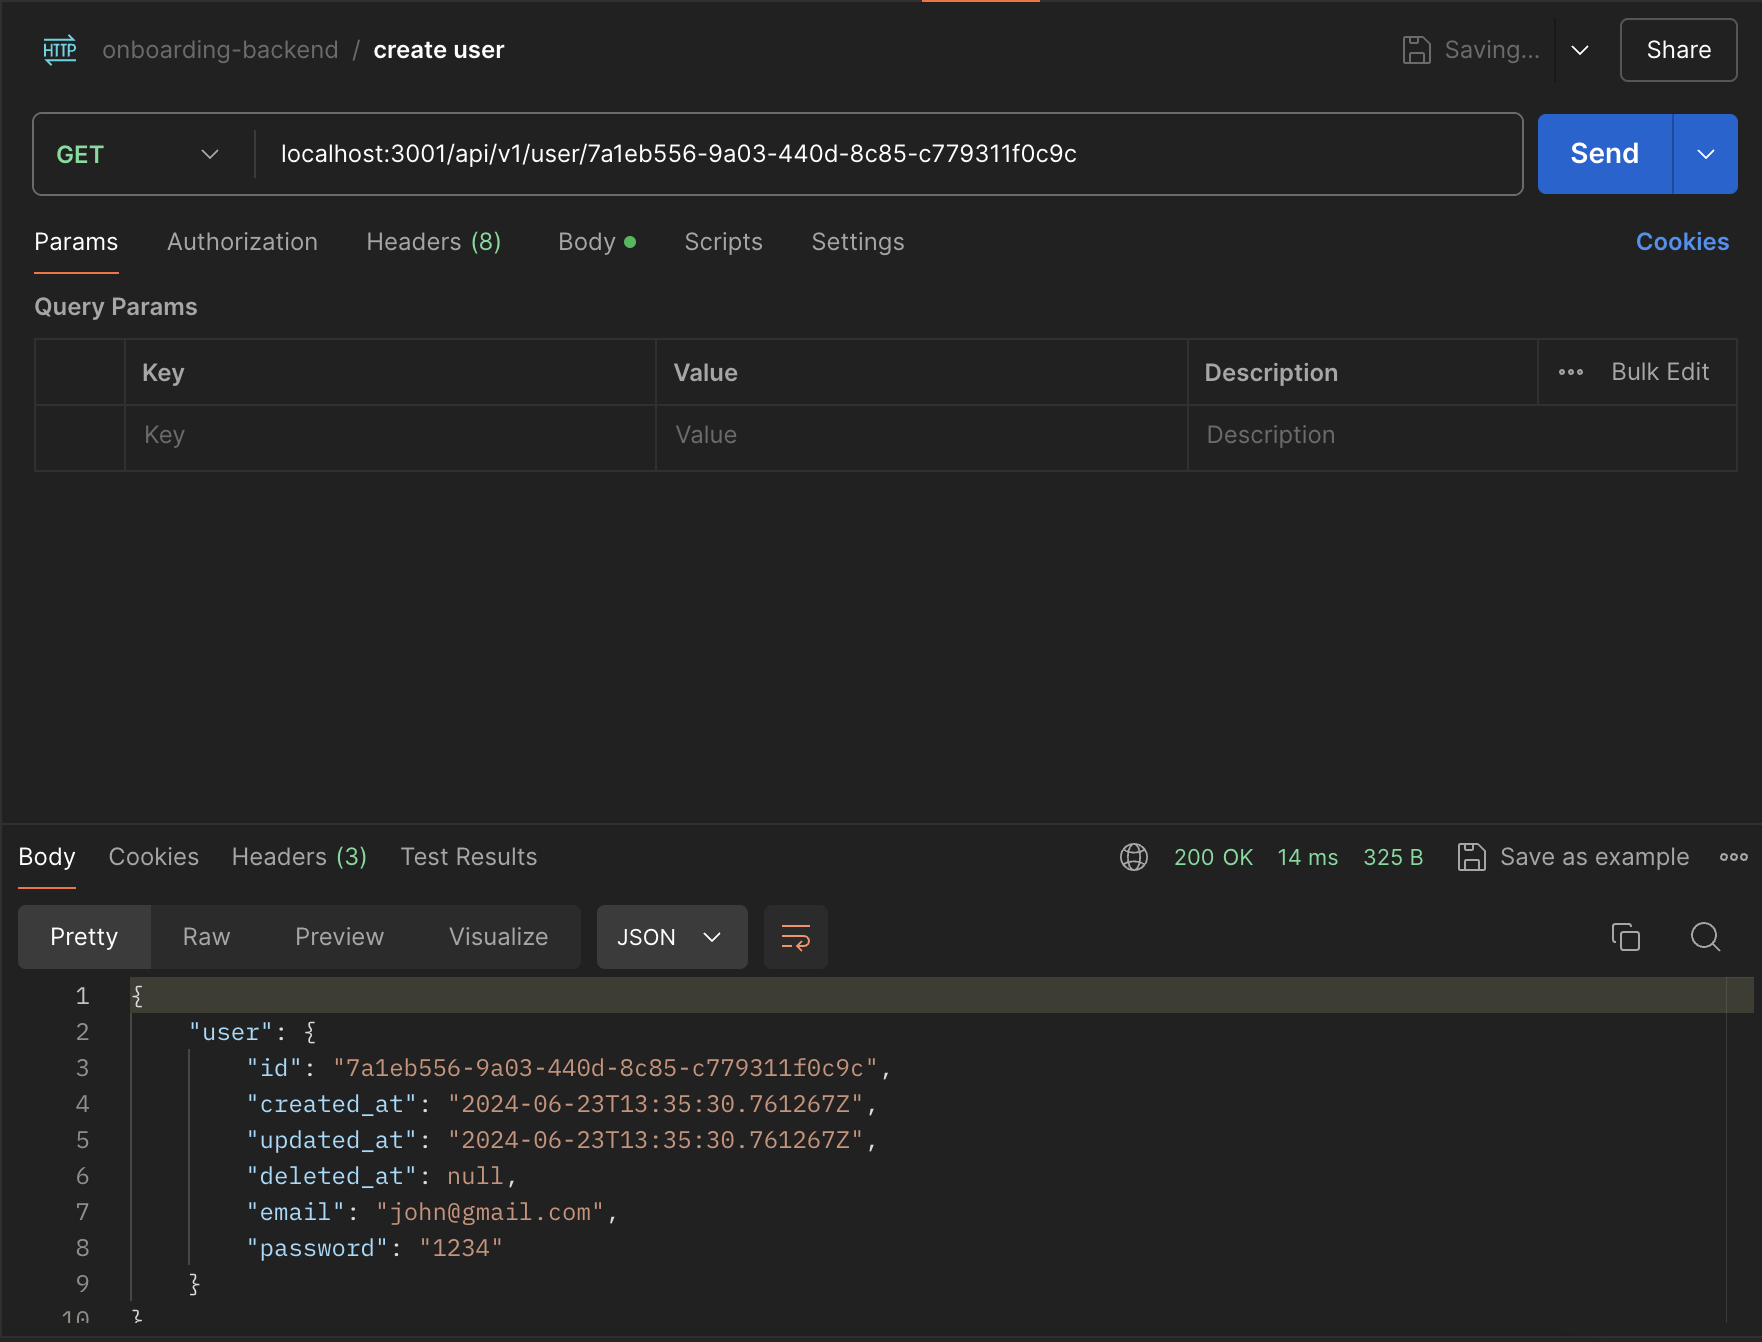 HTTP onboarding-backend / create user Saving... Share
GET localhost:3001/api/v1/user/7a1eb556-9a03-440d-8c85-c779311f0c9c Send
Params Authorization Headers (8) Body Scripts Settings Cookies
Query Params
Key Value Description Bulk Edit
Key Value Description
Body Cookies Headers (3) Test Results 200 OK 14 ms 325 B Save as example
Pretty Raw Preview Visualize JSON
1 {
2 "user": {
3 "id": "7a1eb556-9a03-440d-8c85-c779311f0c9c",
4 "created_at": "2024-06-23T13:35:30.761267Z",
5 "updated_at": "2024-06-23T13:35:30.761267Z",
6 "deleted_at": null,
7 "email": "john@gmail.com",
8 "password": "1234"
9 }
10 }